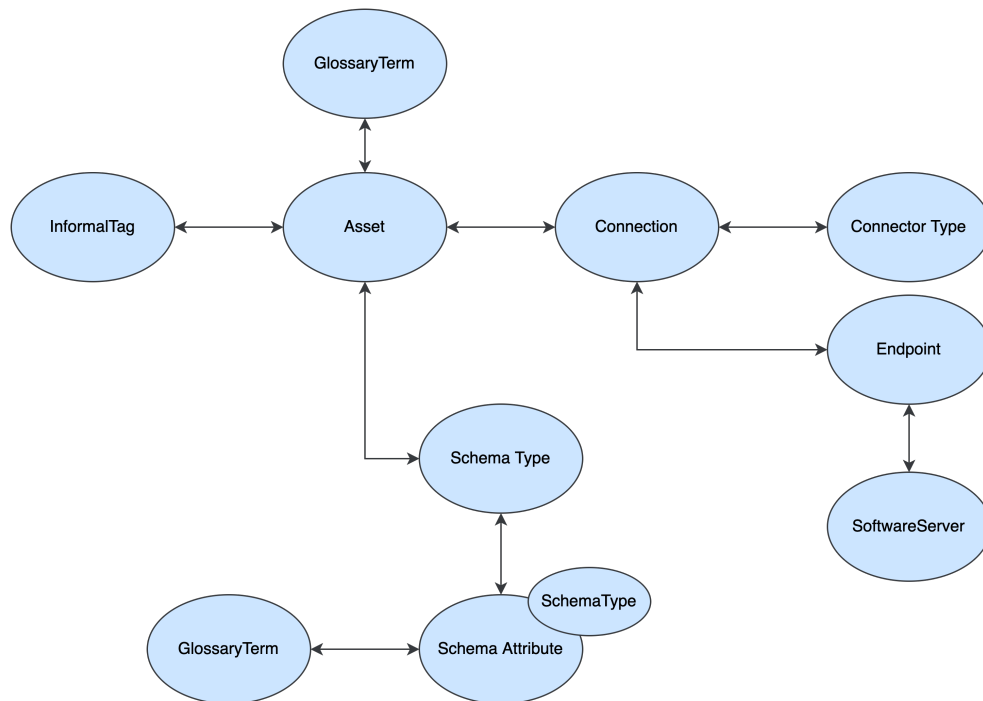 GlossaryTerm
InformalTag
Asset
Connection
Connector Type
Endpoint
Schema Type
SoftwareServer
SchemaType
GlossaryTerm
Schema Attribute